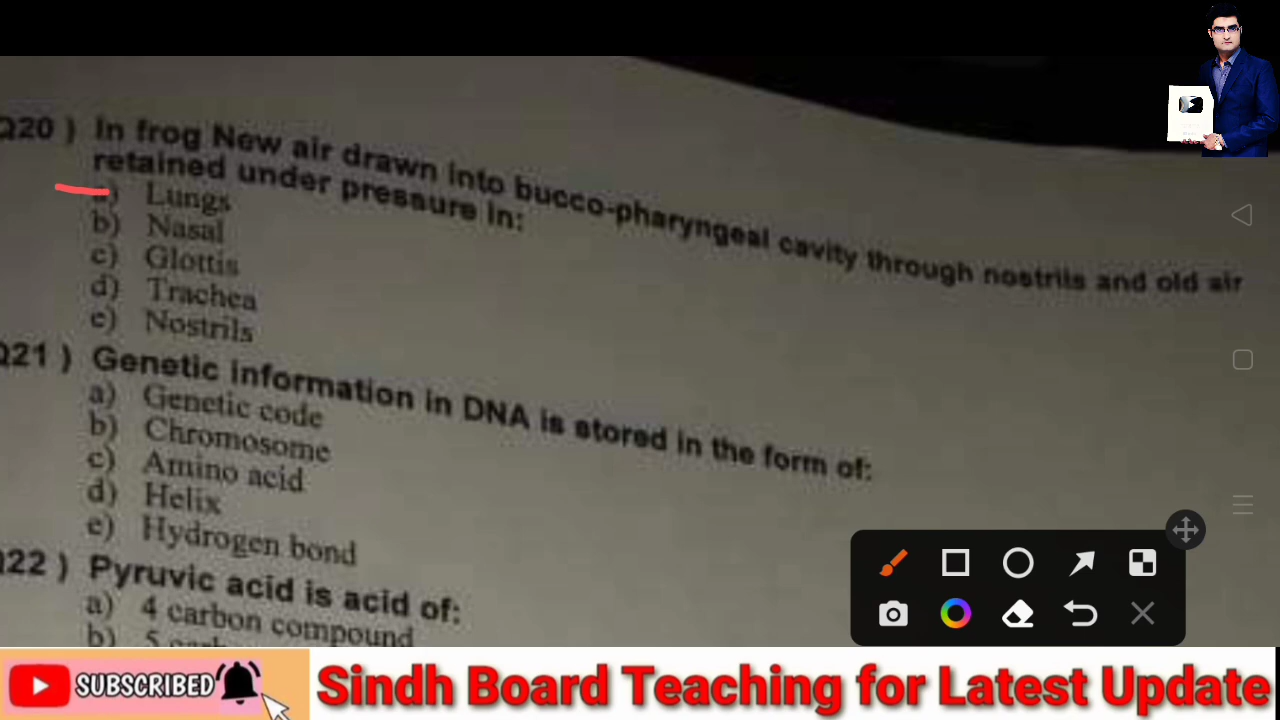 Q20 ) In frog New air drawn into bucco-pharyngeal cavity through nostrils and old air
retained under pressure in:
a) Lungs
b) Nasal
c) Glottis
d) Trachea
e) Nostrils
Q21 ) Genetic information in DNA is stored in the form of:
a) Genetic code
b) Chromosome
c) Amino acid
d) Helix
e) Hydrogen bond
22 ) Pyruvic acid is acid of:
a) 4 carbon compound
b) 5
SUBSCRIBED
Sindh Board Teaching for Latest Update